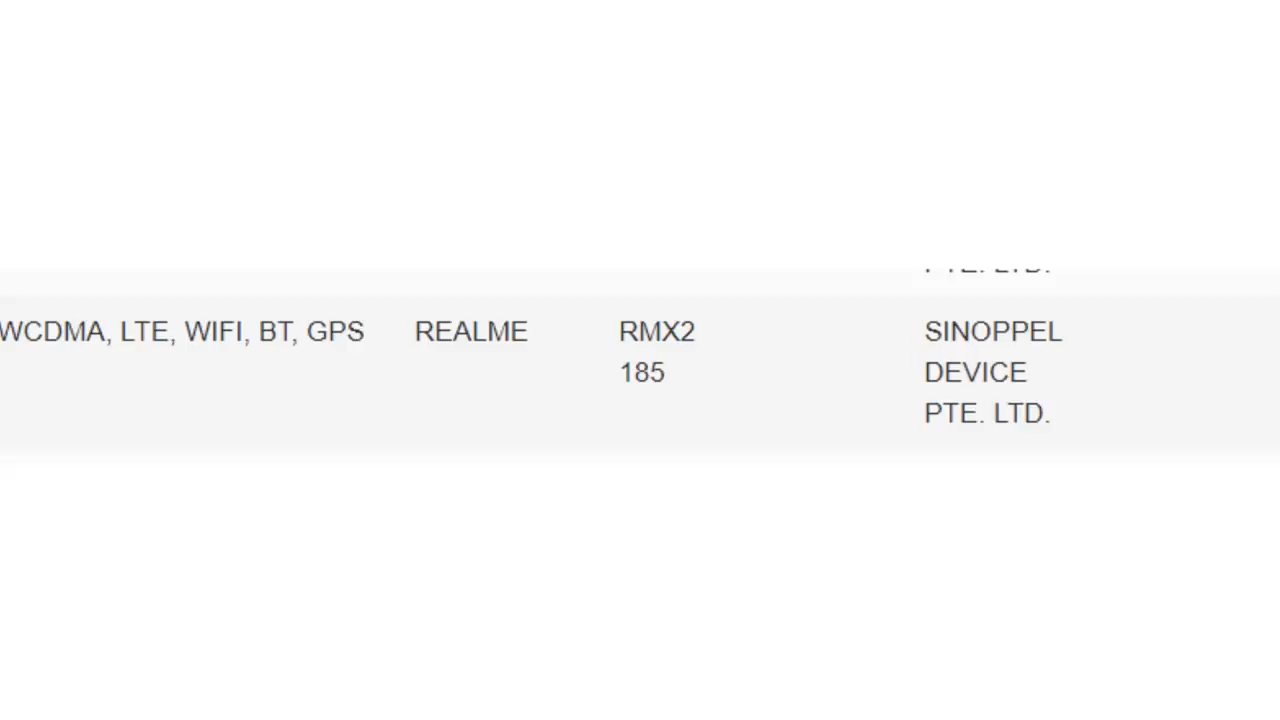 WCDMA, LTE, WIFI, BT, GPS REALME RMX2 SINOPPEL
185 DEVICE
PTE. LTD.